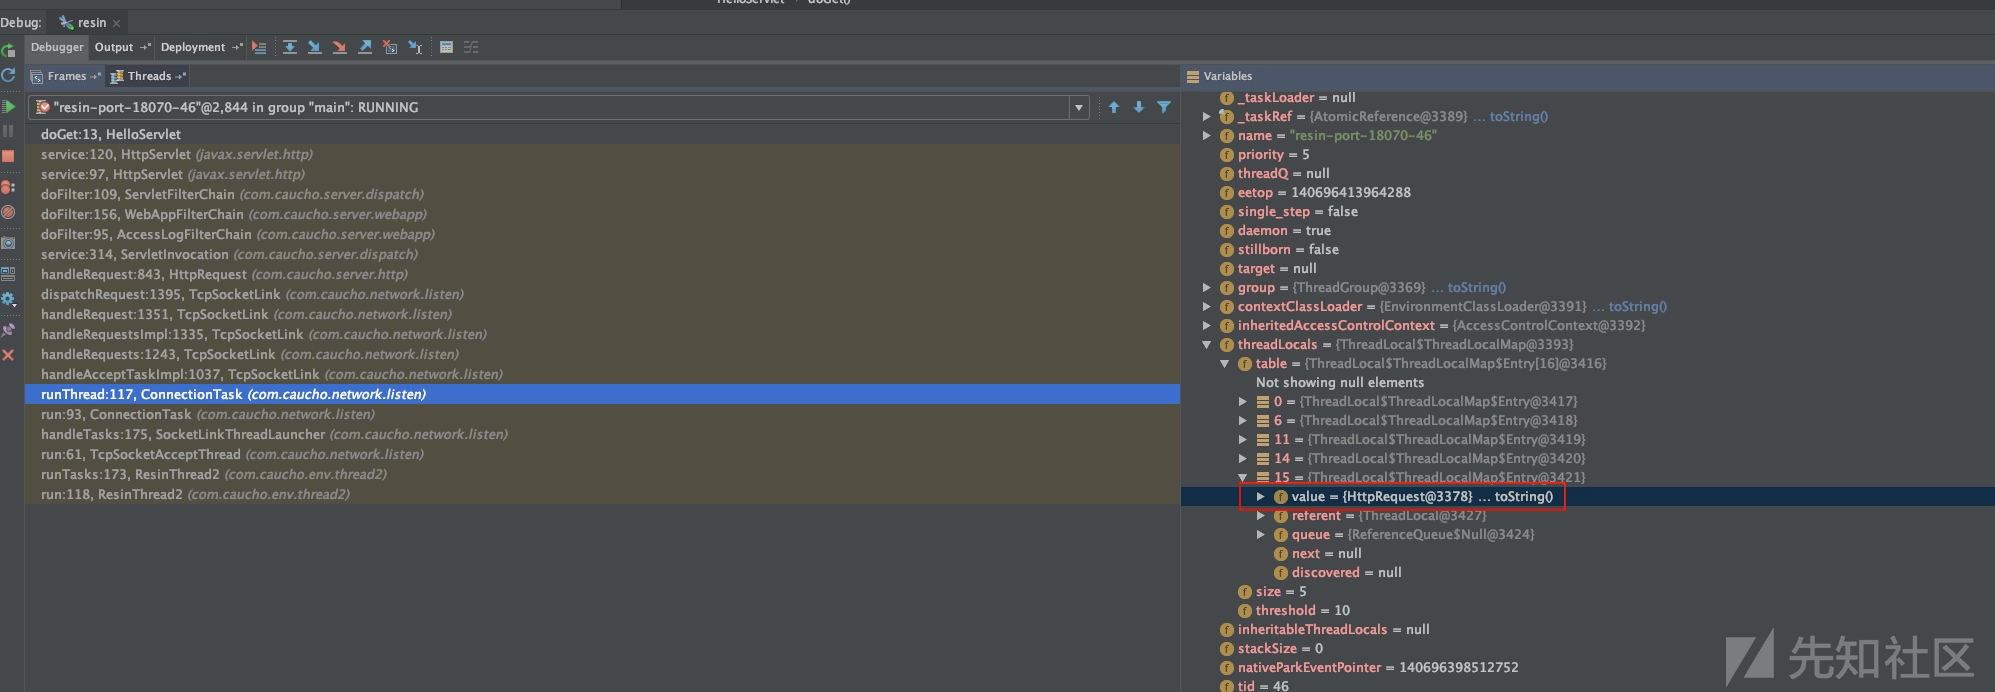 HelloServlet doGet()
Debug: resin
Debugger Output Deployment
Frames Threads
"resin-port-18070-46"@2,844 in group "main": RUNNING
doGet:13, HelloServlet
service:120, HttpServlet (javax.servlet.http)
service:97, HttpServlet (javax.servlet.http)
doFilter:109, ServletFilterChain (com.caucho.server.dispatch)
doFilter:156, WebAppFilterChain (com.caucho.server.webapp)
doFilter:95, AccessLogFilterChain (com.caucho.server.webapp)
service:314, ServletInvocation (com.caucho.server.dispatch)
handleRequest:843, HttpRequest (com.caucho.server.http)
dispatchRequest:1395, TcpSocketLink (com.caucho.network.listen)
handleRequest:1351, TcpSocketLink (com.caucho.network.listen)
handleRequestsImpl:1335, TcpSocketLink (com.caucho.network.listen)
handleRequests:1243, TcpSocketLink (com.caucho.network.listen)
handleAcceptTaskImpl:1037, TcpSocketLink (com.caucho.network.listen)
runThread:117, ConnectionTask (com.caucho.network.listen)
run:93, ConnectionTask (com.caucho.network.listen)
handleTasks:175, SocketLinkThreadLauncher (com.caucho.network.listen)
run:61, TcpSocketAcceptThread (com.caucho.network.listen)
runTasks:173, ResinThread2 (com.caucho.env.thread2)
run:118, ResinThread2 (com.caucho.env.thread2)
Variables
_taskLoader = null
_taskRef = {AtomicReference@3389} ... toString()
name = "resin-port-18070-46"
priority = 5
threadQ = null
eetop = 140696413964288
single_step = false
daemon = true
stillborn = false
target = null
group = {ThreadGroup@3369} ... toString()
contextClassLoader = {EnvironmentClassLoader@3391} ... toString()
inheritedAccessControlContext = {AccessControlContext@3392}
threadLocals = {ThreadLocal$ThreadLocalMap@3393}
table = {ThreadLocal$ThreadLocalMap$Entry[16]@3416}
Not showing null elements
0 = {ThreadLocal$ThreadLocalMap$Entry@3417}
6 = {ThreadLocal$ThreadLocalMap$Entry@3418}
11 = {ThreadLocal$ThreadLocalMap$Entry@3419}
14 = {ThreadLocal$ThreadLocalMap$Entry@3420}
15 = {ThreadLocal$ThreadLocalMap$Entry@3421}
value = {HttpRequest@3378} ... toString()
referent = {ThreadLocal@3427}
queue = {ReferenceQueue$Null@3424}
next = null
discovered = null
size = 5
threshold = 10
inheritableThreadLocals = null
stackSize = 0
nativeParkEventPointer = 140696398512752
tid = 46
先知社区